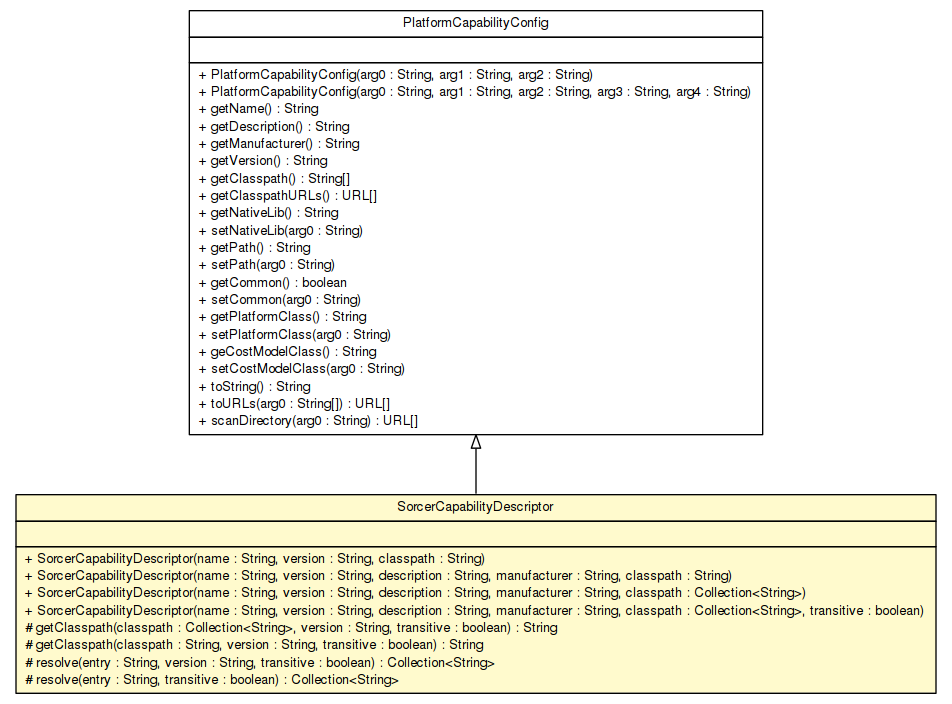 PlatformCapabilityConfig
+ PlatformCapabilityConfig(arg0 : String, arg1 : String, arg2 : String)
+ PlatformCapabilityConfig(arg0 : String, arg1 : String, arg2 : String, arg3 : String, arg4 : String)
+ getName() : String
+ getDescription() : String
+ getManufacturer() : String
+ getVersion() : String
+ getClasspath() : String[]
+ getClasspathURLs() : URL[]
+ getNativeLib() : String
+ setNativeLib(arg0 : String)
+ getPath() : String
+ setPath(arg0 : String)
+ getCommon() : boolean
+ setCommon(arg0 : String)
+ getPlatformClass() : String
+ setPlatformClass(arg0 : String)
+ geCostModelClass() : String
+ setCostModelClass(arg0 : String)
+ toString() : String
+ toURLs(arg0 : String[]) : URL[]
+ scanDirectory(arg0 : String) : URL[]
SorcerCapabilityDescriptor
+ SorcerCapabilityDescriptor(name : String, version : String, classpath : String)
+ SorcerCapabilityDescriptor(name : String, version : String, description : String, manufacturer : String, classpath : String)
+ SorcerCapabilityDescriptor(name : String, version : String, description : String, manufacturer : String, classpath : Collection<String>)
+ SorcerCapabilityDescriptor(name : String, version : String, description : String, manufacturer : String, classpath : Collection<String>, transitive : boolean)
# getClasspath(classpath : Collection<String>, version : String, transitive : boolean) : String
# getClasspath(classpath : String, version : String, transitive : boolean) : String
# resolve(entry : String, version : String, transitive : boolean) : Collection<String>
# resolve(entry : String, transitive : boolean) : Collection<String>